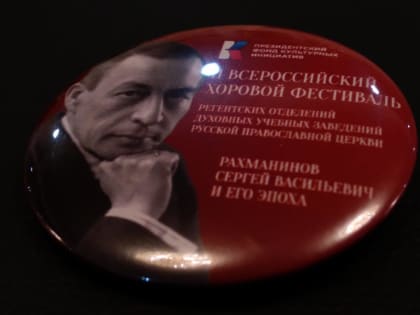 ПРЕЗИДЕНТСКИЙ
ФОНД КУЛЬТУРНЫХ
ИНИЦИАТИВ
ВСЕРОССИЙСКИЙ
ХОРОВОЙ ФЕСТИВАЛЬ
РЕГЕНТСКИХ ОТДЕЛЕНИЙ
ДУХОВНЫХ УЧЕБНЫХ ЗАВЕДЕНИЙ
РУССКОЙ ПРАВОСЛАВНОЙ ЦЕРКВИ
РАХМАНИНОВ
СЕРГЕЙ ВАСИЛЬЕВИЧ
И ЕГО ЭПОХА